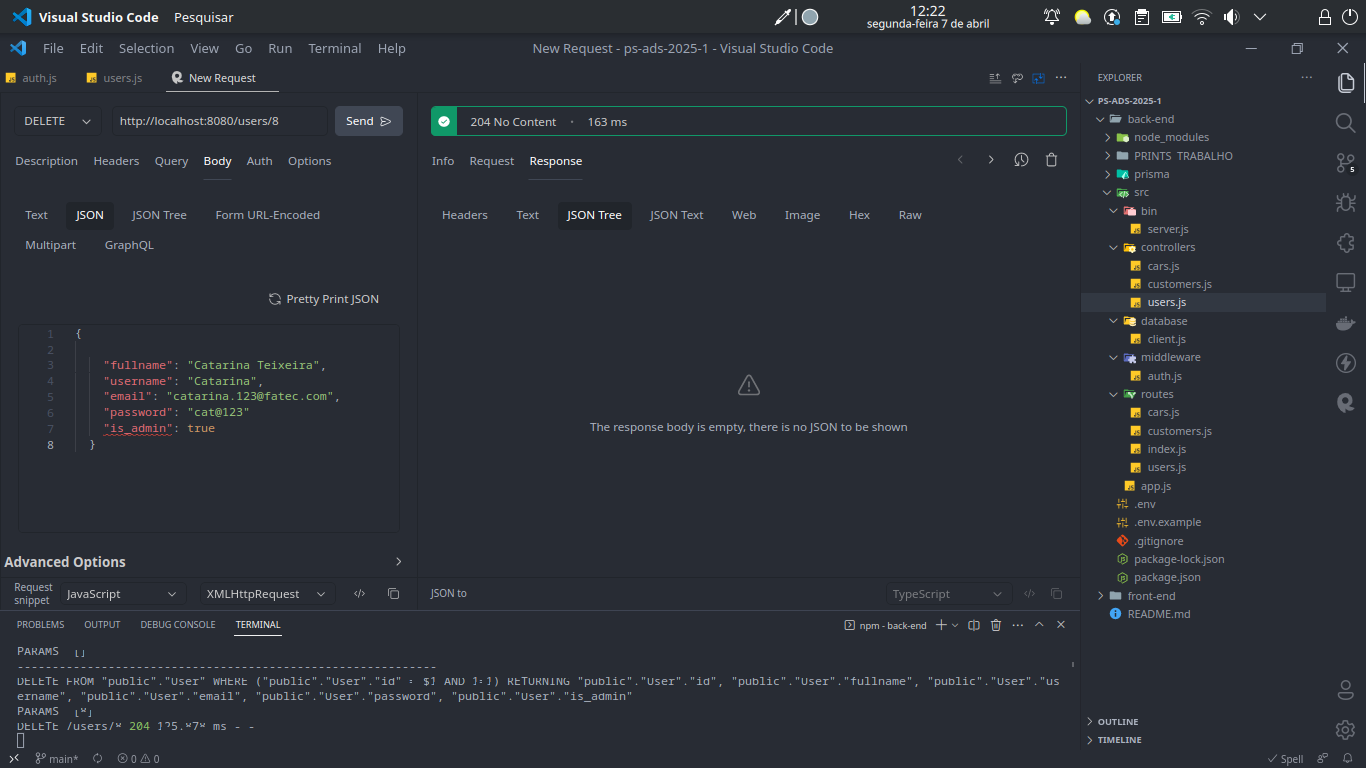 Visual Studio Code Pesquisar 12:22
segunda-feira 7 de abril
File Edit Selection View Go Run Terminal Help New Request - ps-ads-2025-1 - Visual Studio Code
auth.js users.js New Request
DELETE http://localhost:8080/users/8 Send
Description Headers Query Body Auth Options
Text JSON JSON Tree Form URL-Encoded
Multipart GraphQL
Pretty Print JSON
1 {
2
3 "fullname": "Catarina Teixeira",
4 "username": "Catarina",
5 "email": "catarina.123@fatec.com",
6 "password": "cat@123"
7 "is_admin": true
8 }
Advanced Options
Request snippet JavaScript XMLHttpRequest
204 No Content · 163 ms
Info Request Response
Headers Text JSON Tree JSON Text Web Image Hex Raw
The response body is empty, there is no JSON to be shown
JSON to TypeScript
PROBLEMS OUTPUT DEBUG CONSOLE TERMINAL npm - back-end
PARAMS []
------------------------------------------------------------
DELETE FROM "public"."User" WHERE ("public"."User"."id" = $1 AND 1=1) RETURNING "public"."User"."id", "public"."User"."fullname", "public"."User"."us
ername", "public"."User"."email", "public"."User"."password", "public"."User"."is_admin"
PARAMS [8]
DELETE /users/8 204 ms - -
EXPLORER
PS-ADS-2025-1
back-end
node_modules
PRINTS TRABALHO
prisma
src
bin
server.js
controllers
cars.js
customers.js
users.js
database
client.js
middleware
auth.js
routes
cars.js
customers.js
index.js
users.js
app.js
.env
.env.example
.gitignore
package-lock.json
package.json
front-end
README.md
OUTLINE
TIMELINE
5
main* 0 0 Spell